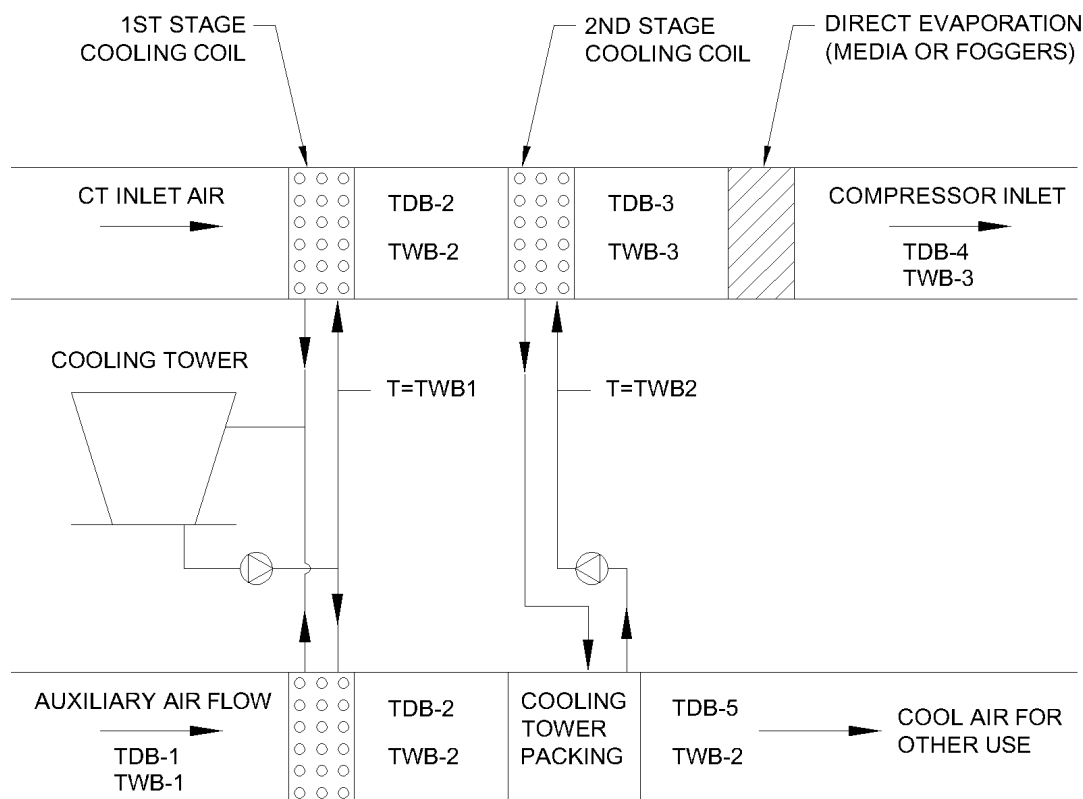 1ST STAGE
COOLING COIL
2ND STAGE
COOLING COIL
DIRECT EVAPORATION
(MEDIA OR FOGGERS)
CT INLET AIR
TDB-2
TWB-2
TDB-3
TWB-3
COMPRESSOR INLET
TDB-4
TWB-3
COOLING TOWER
T=TWB1
T=TWB2
AUXILIARY AIR FLOW
TDB-1
TWB-1
TDB-2
TWB-2
COOLING
TOWER
PACKING
TDB-5
TWB-2
COOL AIR FOR
OTHER USE